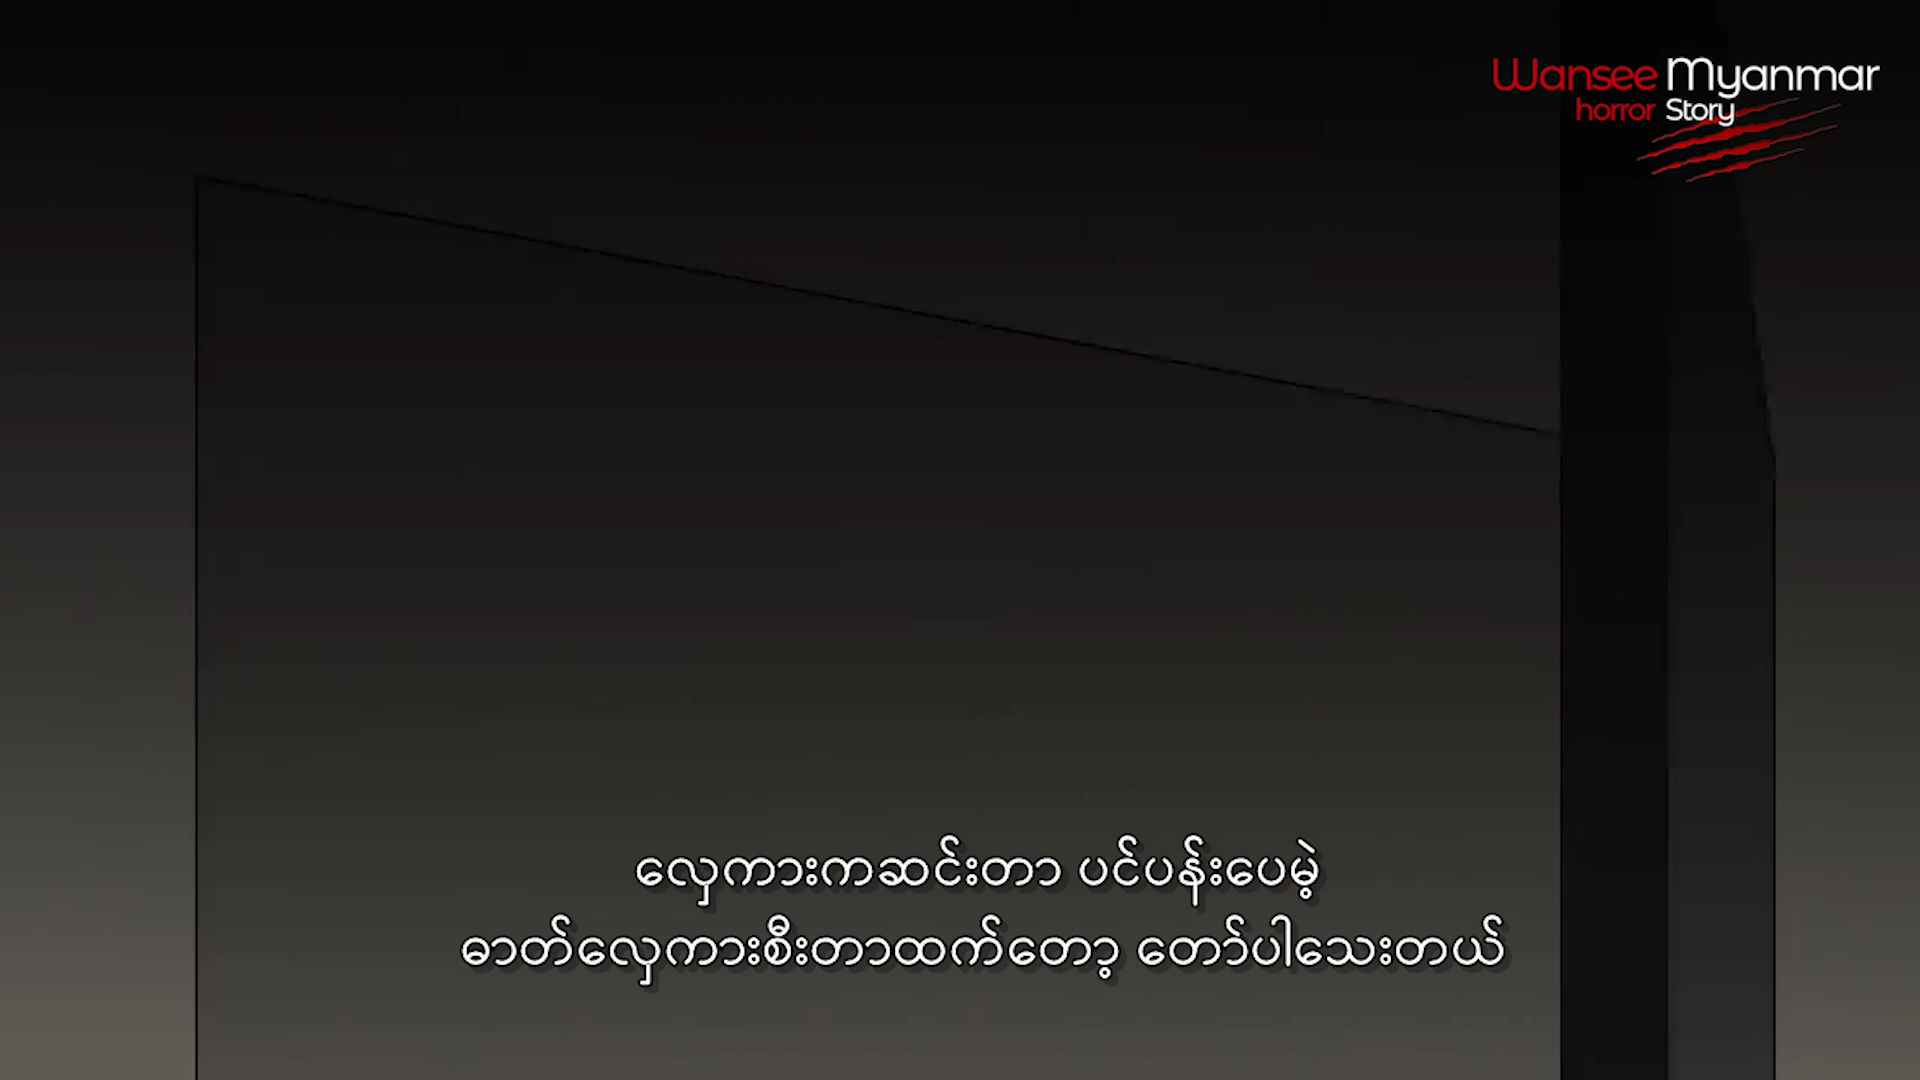 Wansee Myanmar
horror Story
လှေကားကဆင်းတာ ပင်ပန်းပေမဲ့
ဓာတ်လှေကားစီးတာထက်တော့ တော်ပါသေးတယ်